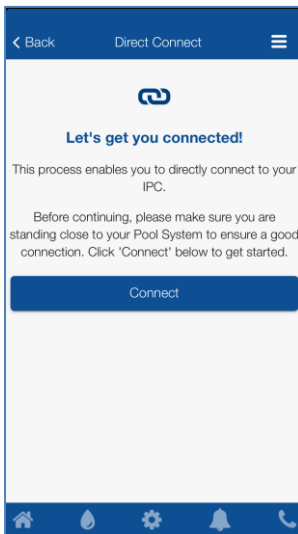 Back
Direct Connect
Let's get you connected!
This process enables you to directly connect to your
IPC.
Before continuing, please make sure you are
standing close to your Pool System to ensure a good
connection. Click 'Connect' below to get started.
Connect